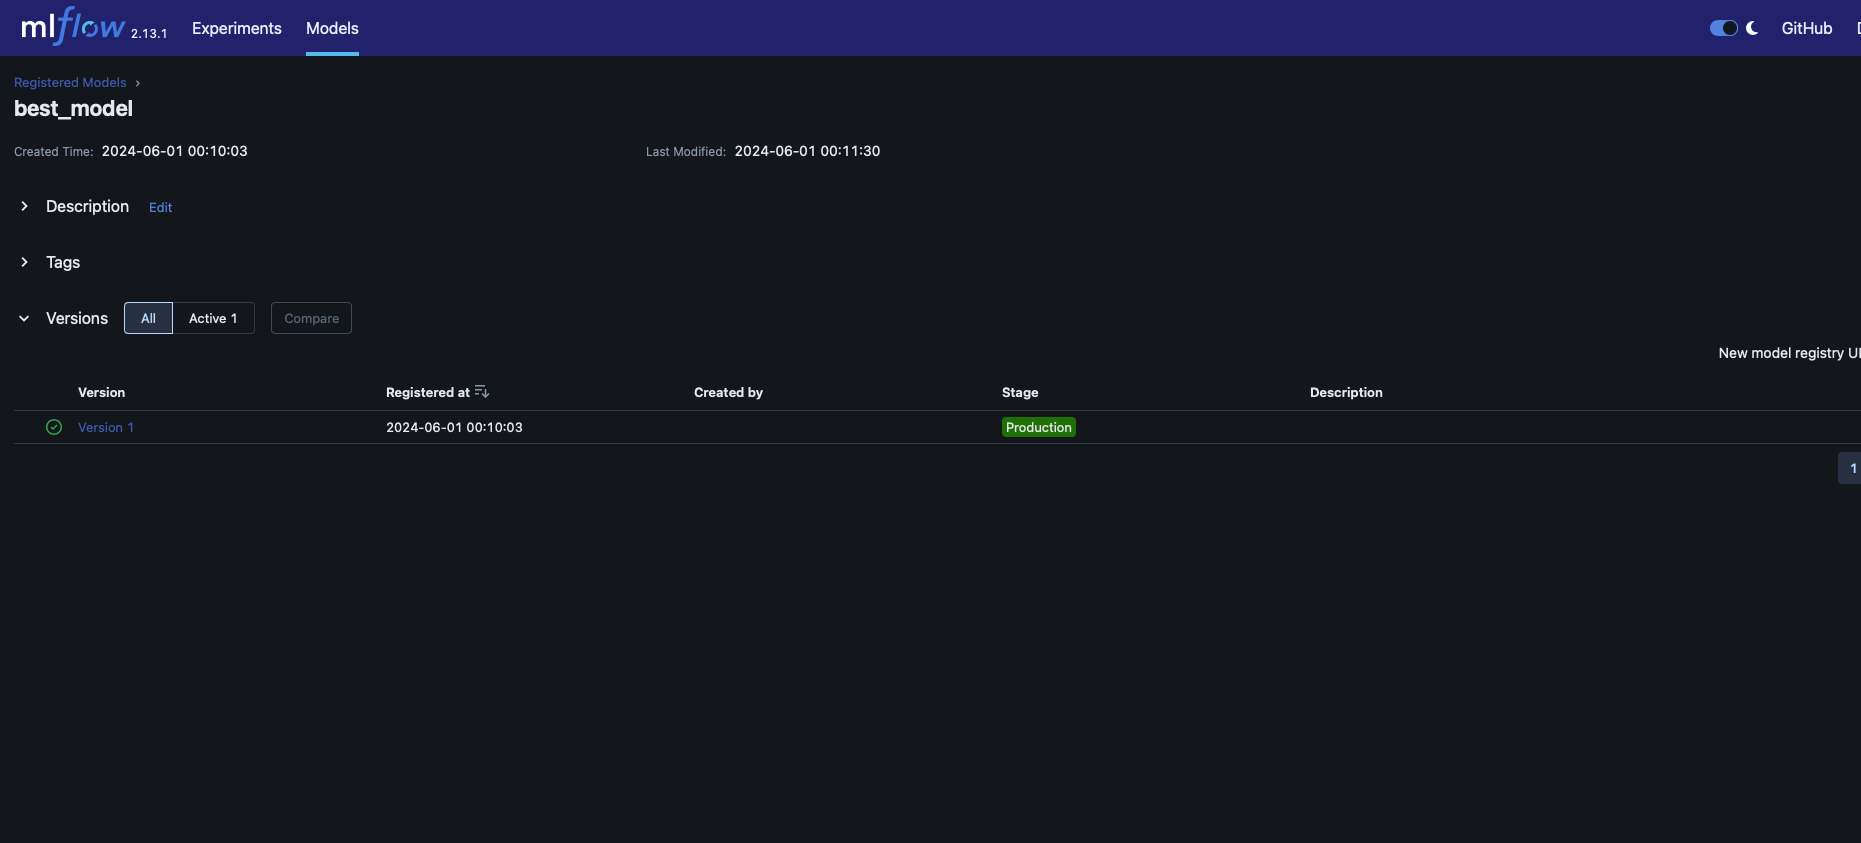 mlflow 2.13.1 Experiments Models GitHub
Registered Models ›
best_model
Created Time: 2024-06-01 00:10:03 Last Modified: 2024-06-01 00:11:30
Description Edit
Tags
Versions All Active 1 Compare
New model registry UI
Version Registered at Created by Stage Description
Version 1 2024-06-01 00:10:03 Production
1